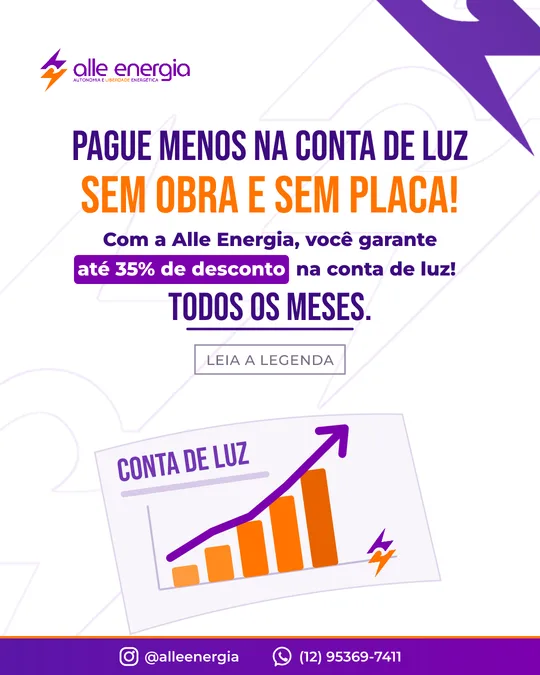 alle energia
AUTONOMIA E LIBERDADE ENERGÉTICA
PAGUE MENOS NA CONTA DE LUZ
SEM OBRA E SEM PLACA!
Com a Alle Energia, você garante
até 35% de desconto na conta de luz!
TODOS OS MESES.
LEIA A LEGENDA
CONTA DE LUZ
@alleenergia (12) 95369-7411